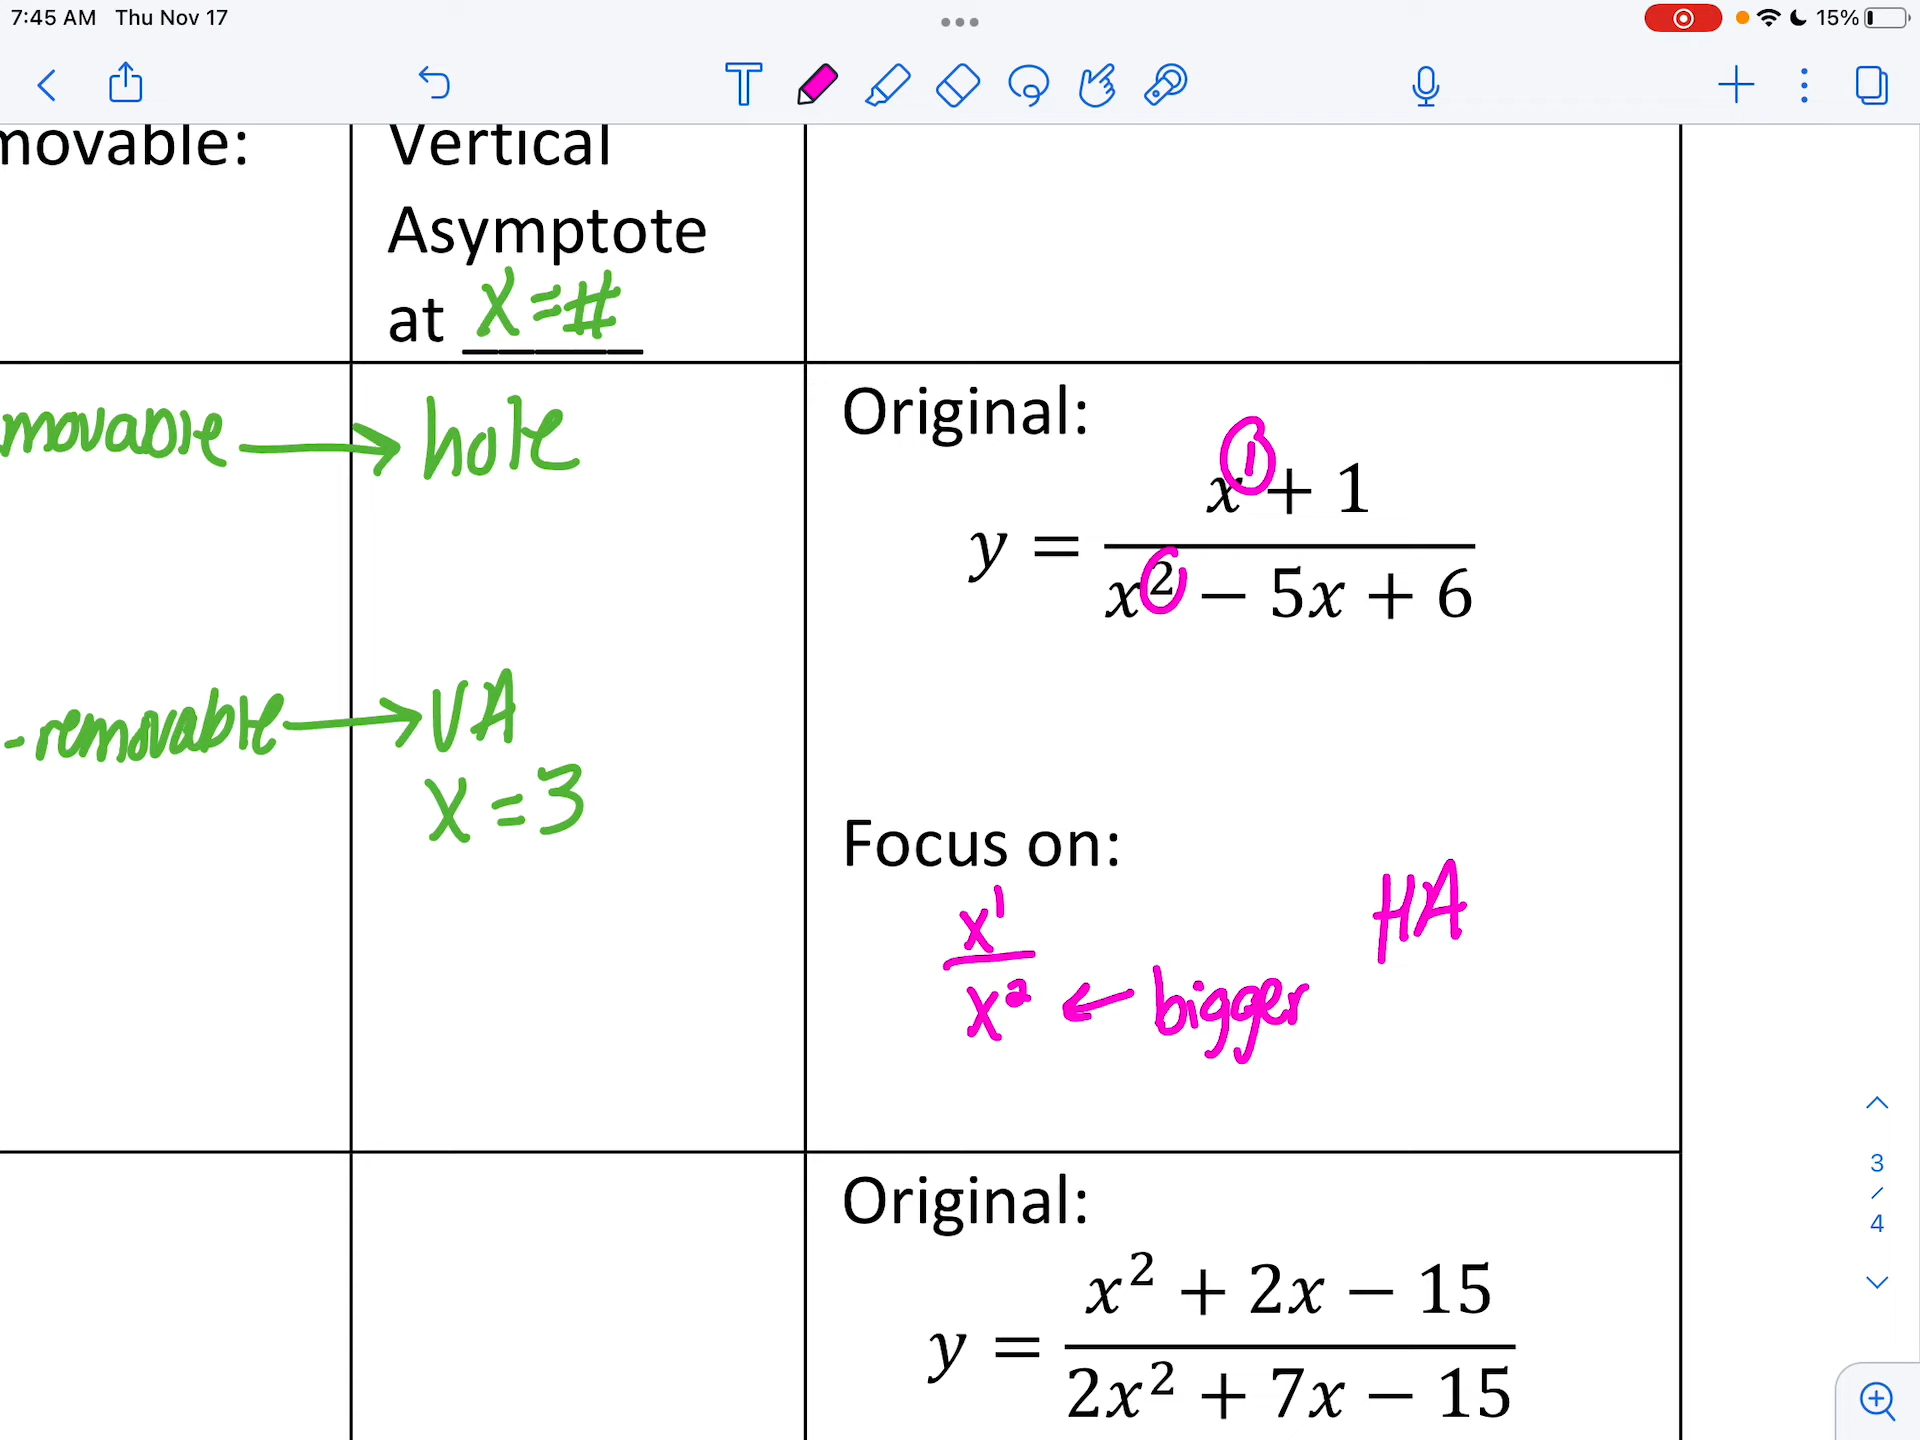 7:45 AM Thu Nov 17
15%
T
movable:
Vertical
Asymptote
at x=#
movable → hole
-removable → VA
x=3
Original:
y = x¹ + 1 / x² − 5x + 6
Focus on:
x¹ / x² ← bigger
HA
Original:
y = x² + 2x − 15 / 2x² + 7x − 15
3
/
4